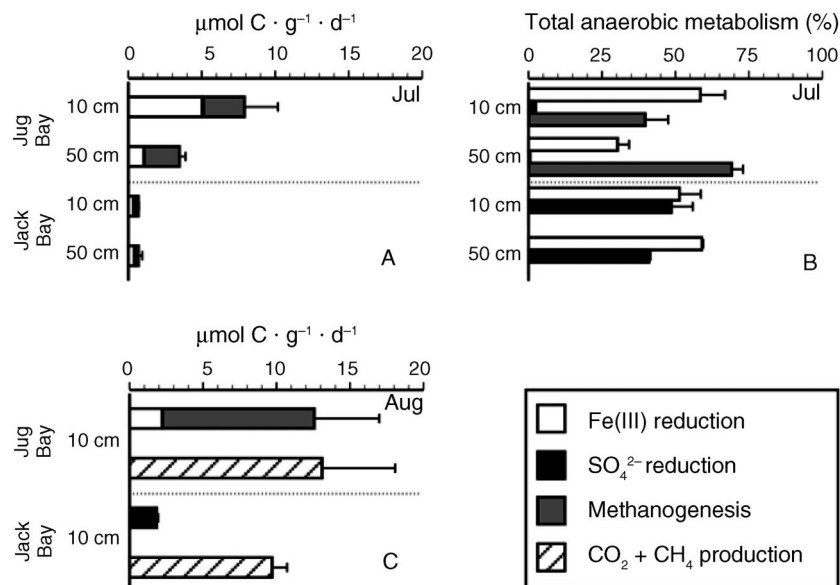 μmol C · g⁻¹ · d⁻¹
0 5 10 15 20
Jul
Jug Bay
10 cm
50 cm
Jack Bay
10 cm
50 cm
A
Total anaerobic metabolism (%)
0 25 50 75 100
Jul
10 cm
50 cm
10 cm
50 cm
B
μmol C · g⁻¹ · d⁻¹
0 5 10 15 20
Aug
Jug Bay
10 cm
Jack Bay
10 cm
C
Fe(III) reduction
SO₄²⁻ reduction
Methanogenesis
CO₂ + CH₄ production